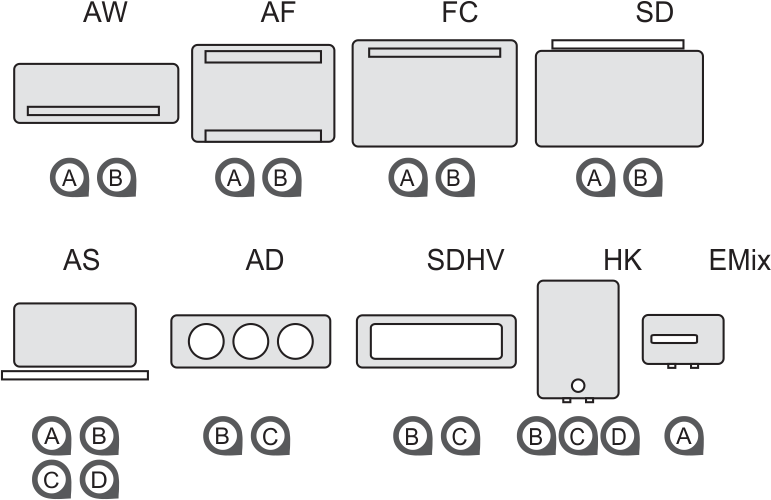 AW AF FC SD
A B A B A B A B
AS AD SDHV HK EMix
A B B C B C B C D A
C D